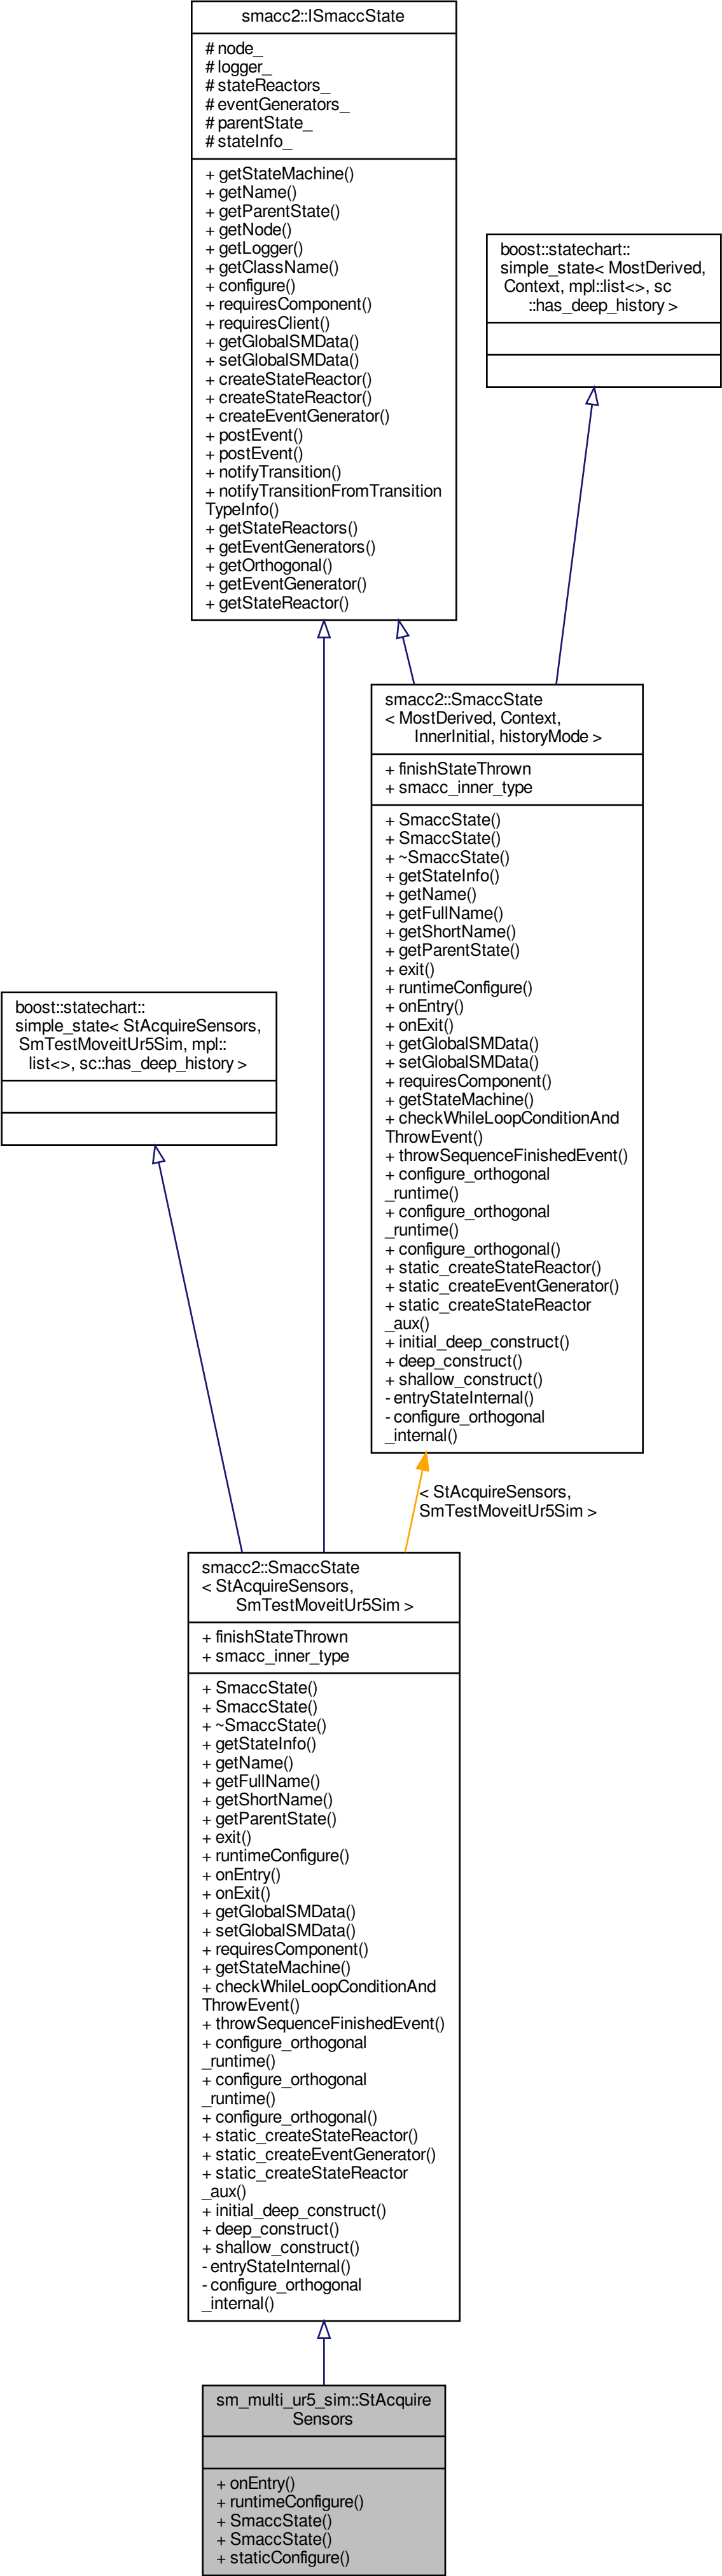 smacc2::ISmaccState
# node_
# logger_
# stateReactors_
# eventGenerators_
# parentState_
# stateInfo_
+ getStateMachine()
+ getName()
+ getParentState()
+ getNode()
+ getLogger()
+ getClassName()
+ configure()
+ requiresComponent()
+ requiresClient()
+ getGlobalSMData()
+ setGlobalSMData()
+ createStateReactor()
+ createStateReactor()
+ createEventGenerator()
+ postEvent()
+ postEvent()
+ notifyTransition()
+ notifyTransitionFromTransition
TypeInfo()
+ getStateReactors()
+ getEventGenerators()
+ getOrthogonal()
+ getEventGenerator()
+ getStateReactor()
boost::statechart::
simple_state< MostDerived,
Context, mpl::list<>, sc
::has_deep_history >
smacc2::SmaccState
< MostDerived, Context,
InnerInitial, historyMode >
+ finishStateThrown
+ smacc_inner_type
+ SmaccState()
+ SmaccState()
+ ~SmaccState()
+ getStateInfo()
+ getName()
+ getFullName()
+ getShortName()
+ getParentState()
+ exit()
+ runtimeConfigure()
+ onEntry()
+ onExit()
+ getGlobalSMData()
+ setGlobalSMData()
+ requiresComponent()
+ getStateMachine()
+ checkWhileLoopConditionAnd
ThrowEvent()
+ throwSequenceFinishedEvent()
+ configure_orthogonal
_runtime()
+ configure_orthogonal
_runtime()
+ configure_orthogonal()
+ static_createStateReactor()
+ static_createEventGenerator()
+ static_createStateReactor
_aux()
+ initial_deep_construct()
+ deep_construct()
+ shallow_construct()
- entryStateInternal()
- configure_orthogonal
_internal()
boost::statechart::
simple_state< StAcquireSensors,
SmTestMoveitUr5Sim, mpl::
list<>, sc::has_deep_history >
< StAcquireSensors,
SmTestMoveitUr5Sim >
smacc2::SmaccState
< StAcquireSensors,
SmTestMoveitUr5Sim >
+ finishStateThrown
+ smacc_inner_type
+ SmaccState()
+ SmaccState()
+ ~SmaccState()
+ getStateInfo()
+ getName()
+ getFullName()
+ getShortName()
+ getParentState()
+ exit()
+ runtimeConfigure()
+ onEntry()
+ onExit()
+ getGlobalSMData()
+ setGlobalSMData()
+ requiresComponent()
+ getStateMachine()
+ checkWhileLoopConditionAnd
ThrowEvent()
+ throwSequenceFinishedEvent()
+ configure_orthogonal
_runtime()
+ configure_orthogonal
_runtime()
+ configure_orthogonal()
+ static_createStateReactor()
+ static_createEventGenerator()
+ static_createStateReactor
_aux()
+ initial_deep_construct()
+ deep_construct()
+ shallow_construct()
- entryStateInternal()
- configure_orthogonal
_internal()
sm_multi_ur5_sim::StAcquire
Sensors
+ onEntry()
+ runtimeConfigure()
+ SmaccState()
+ SmaccState()
+ staticConfigure()